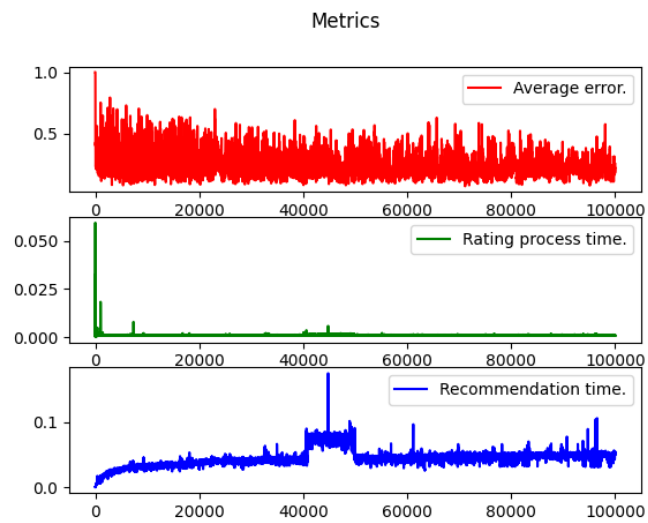 Metrics
1.0
Average error.
0.5
0 20000 40000 60000 80000 100000
0.050
Rating process time.
0.025
0.000
0 20000 40000 60000 80000 100000
Recommendation time.
0.1
0.0
0 20000 40000 60000 80000 100000